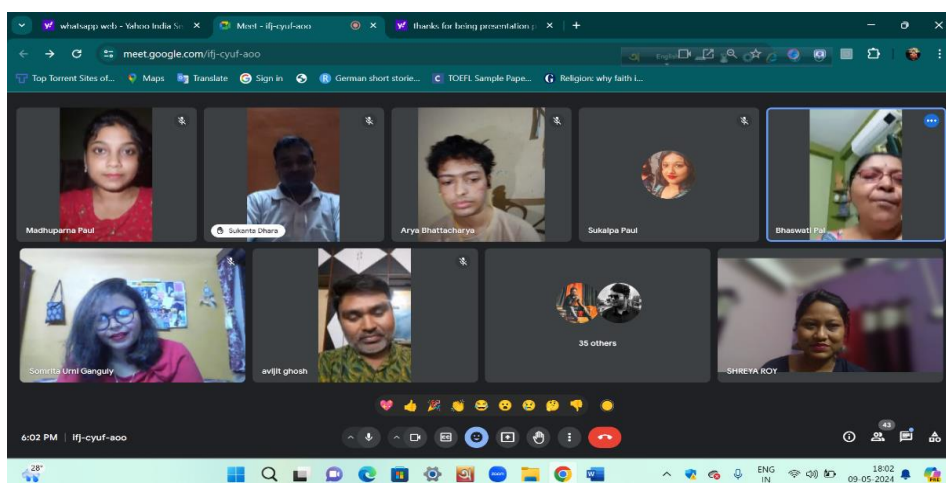 whatsapp web - Yahoo India Se
Meet - ifj-cyuf-aoo
thanks for being presentation p
meet.google.com/ifj-cyuf-aoo
English
Top Torrent Sites of...
Maps
Translate
Sign in
German short storie...
TOEFL Sample Pape...
Religion: why faith i...
Madhuparna Paul
Sukanta Dhara
Arya Bhattacharya
Sukalpa Paul
Bhaswati Pal
Somrita Urni Ganguly
avijit ghosh
35 others
SHREYA ROY
6:02 PM | ifj-cyuf-aoo
43
28°
ENG
IN
18:02
09-05-2024